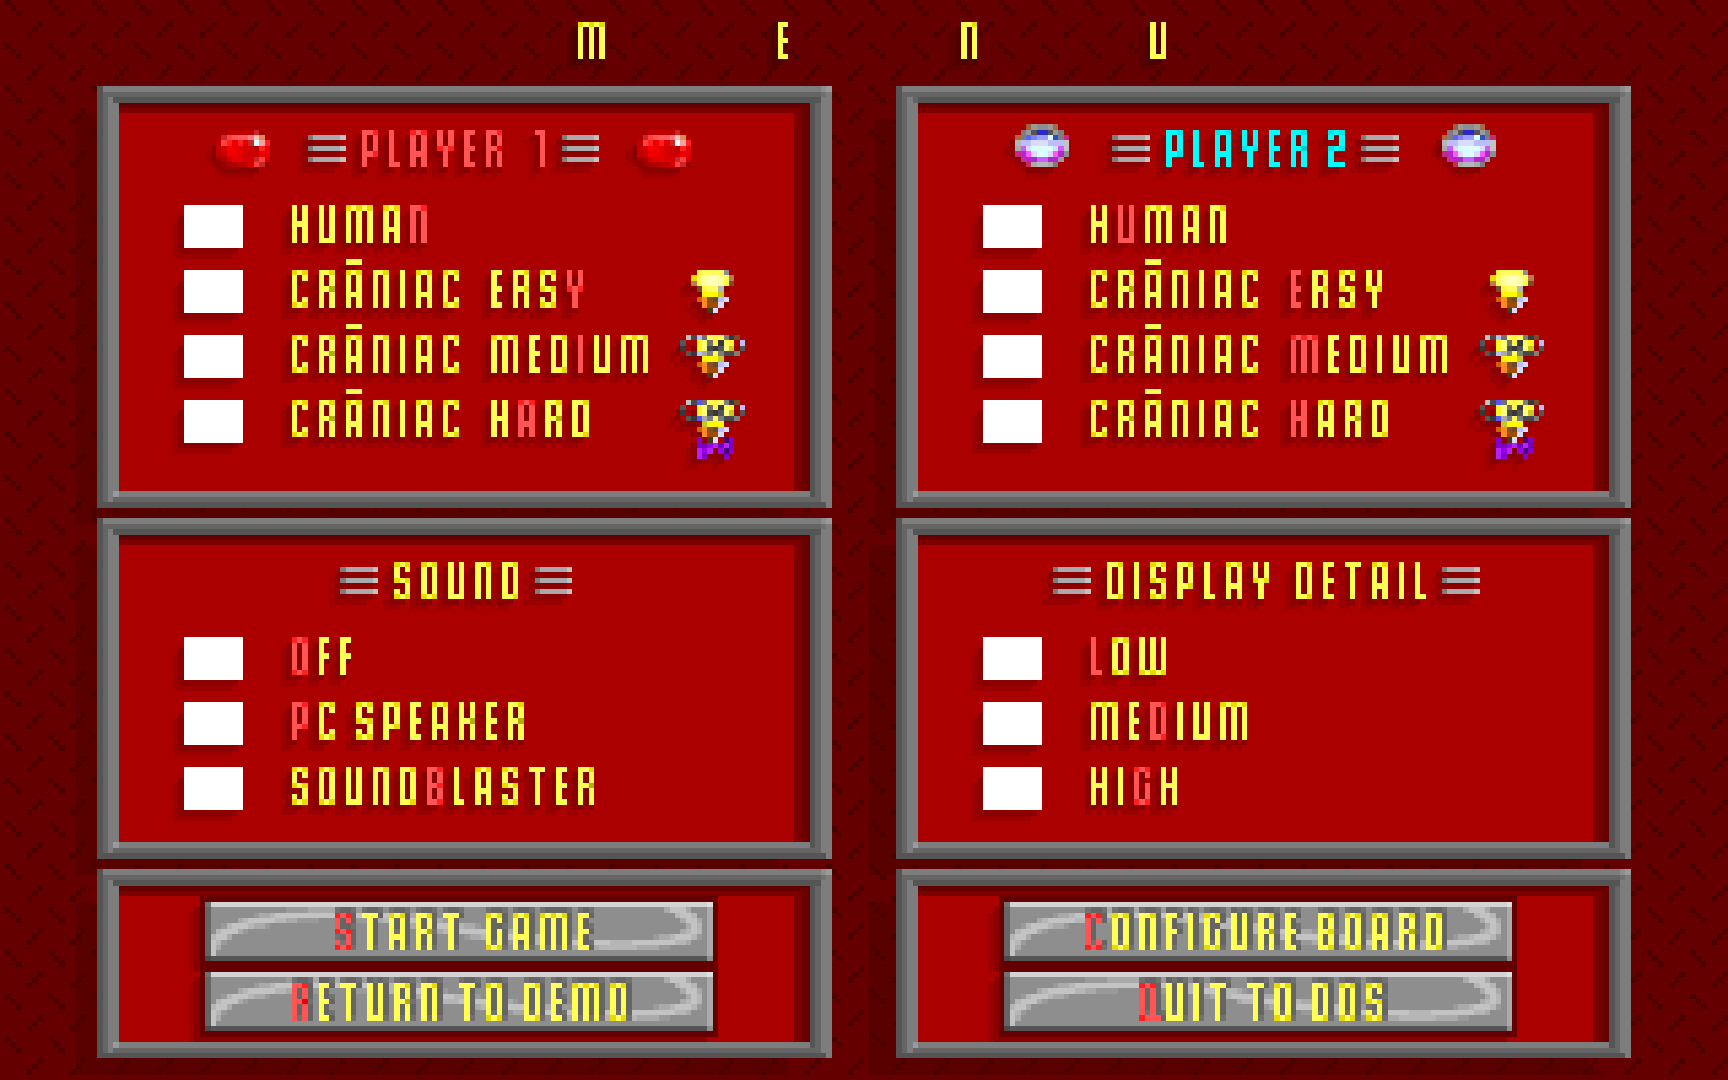 MENU
PLAYER 1
HUMAN
CRĀNIAC EASY
CRĀNIAC MEDIUM
CRĀNIAC HARD
PLAYER 2
HUMAN
CRĀNIAC EASY
CRĀNIAC MEDIUM
CRĀNIAC HARD
SOUND
OFF
PC SPEAKER
SOUNDBLASTER
DISPLAY DETAIL
LOW
MEDIUM
HIGH
START GAME
RETURN TO DEMO
CONFIGURE BOARD
QUIT TO DOS